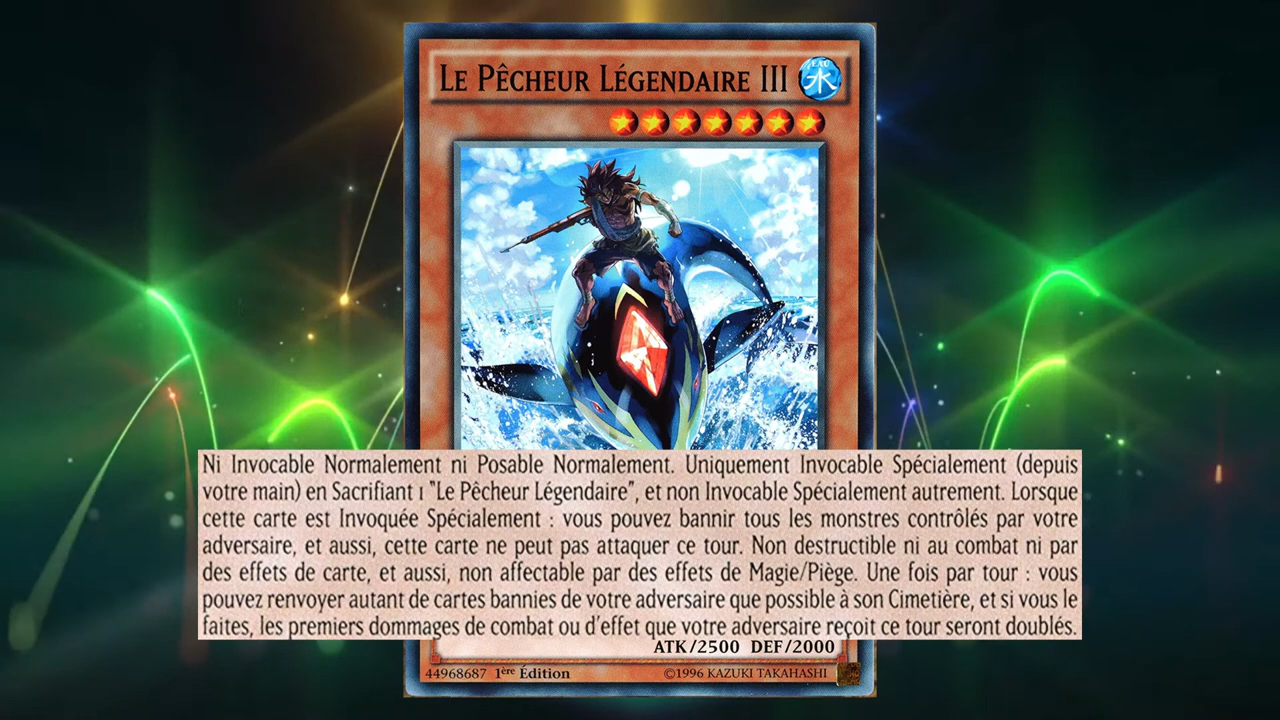 Le Pêcheur Légendaire III
EAU
水
Ni Invocable Normalement ni Posable Normalement. Uniquement Invocable Spécialement (depuis
votre main) en Sacrifiant 1 "Le Pêcheur Légendaire", et non Invocable Spécialement autrement. Lorsque
cette carte est Invoquée Spécialement : vous pouvez bannir tous les monstres contrôlés par votre
adversaire, et aussi, cette carte ne peut pas attaquer ce tour. Non destructible ni au combat ni par
des effets de carte, et aussi, non affectable par des effets de Magie/Piège. Une fois par tour : vous
pouvez renvoyer autant de cartes bannies de votre adversaire que possible à son Cimetière, et si vous le
faites, les premiers dommages de combat ou d'effet que votre adversaire reçoit ce tour seront doublés.
ATK/2500 DEF/2000
44968687 1ère Édition ©1996 KAZUKI TAKAHASHI